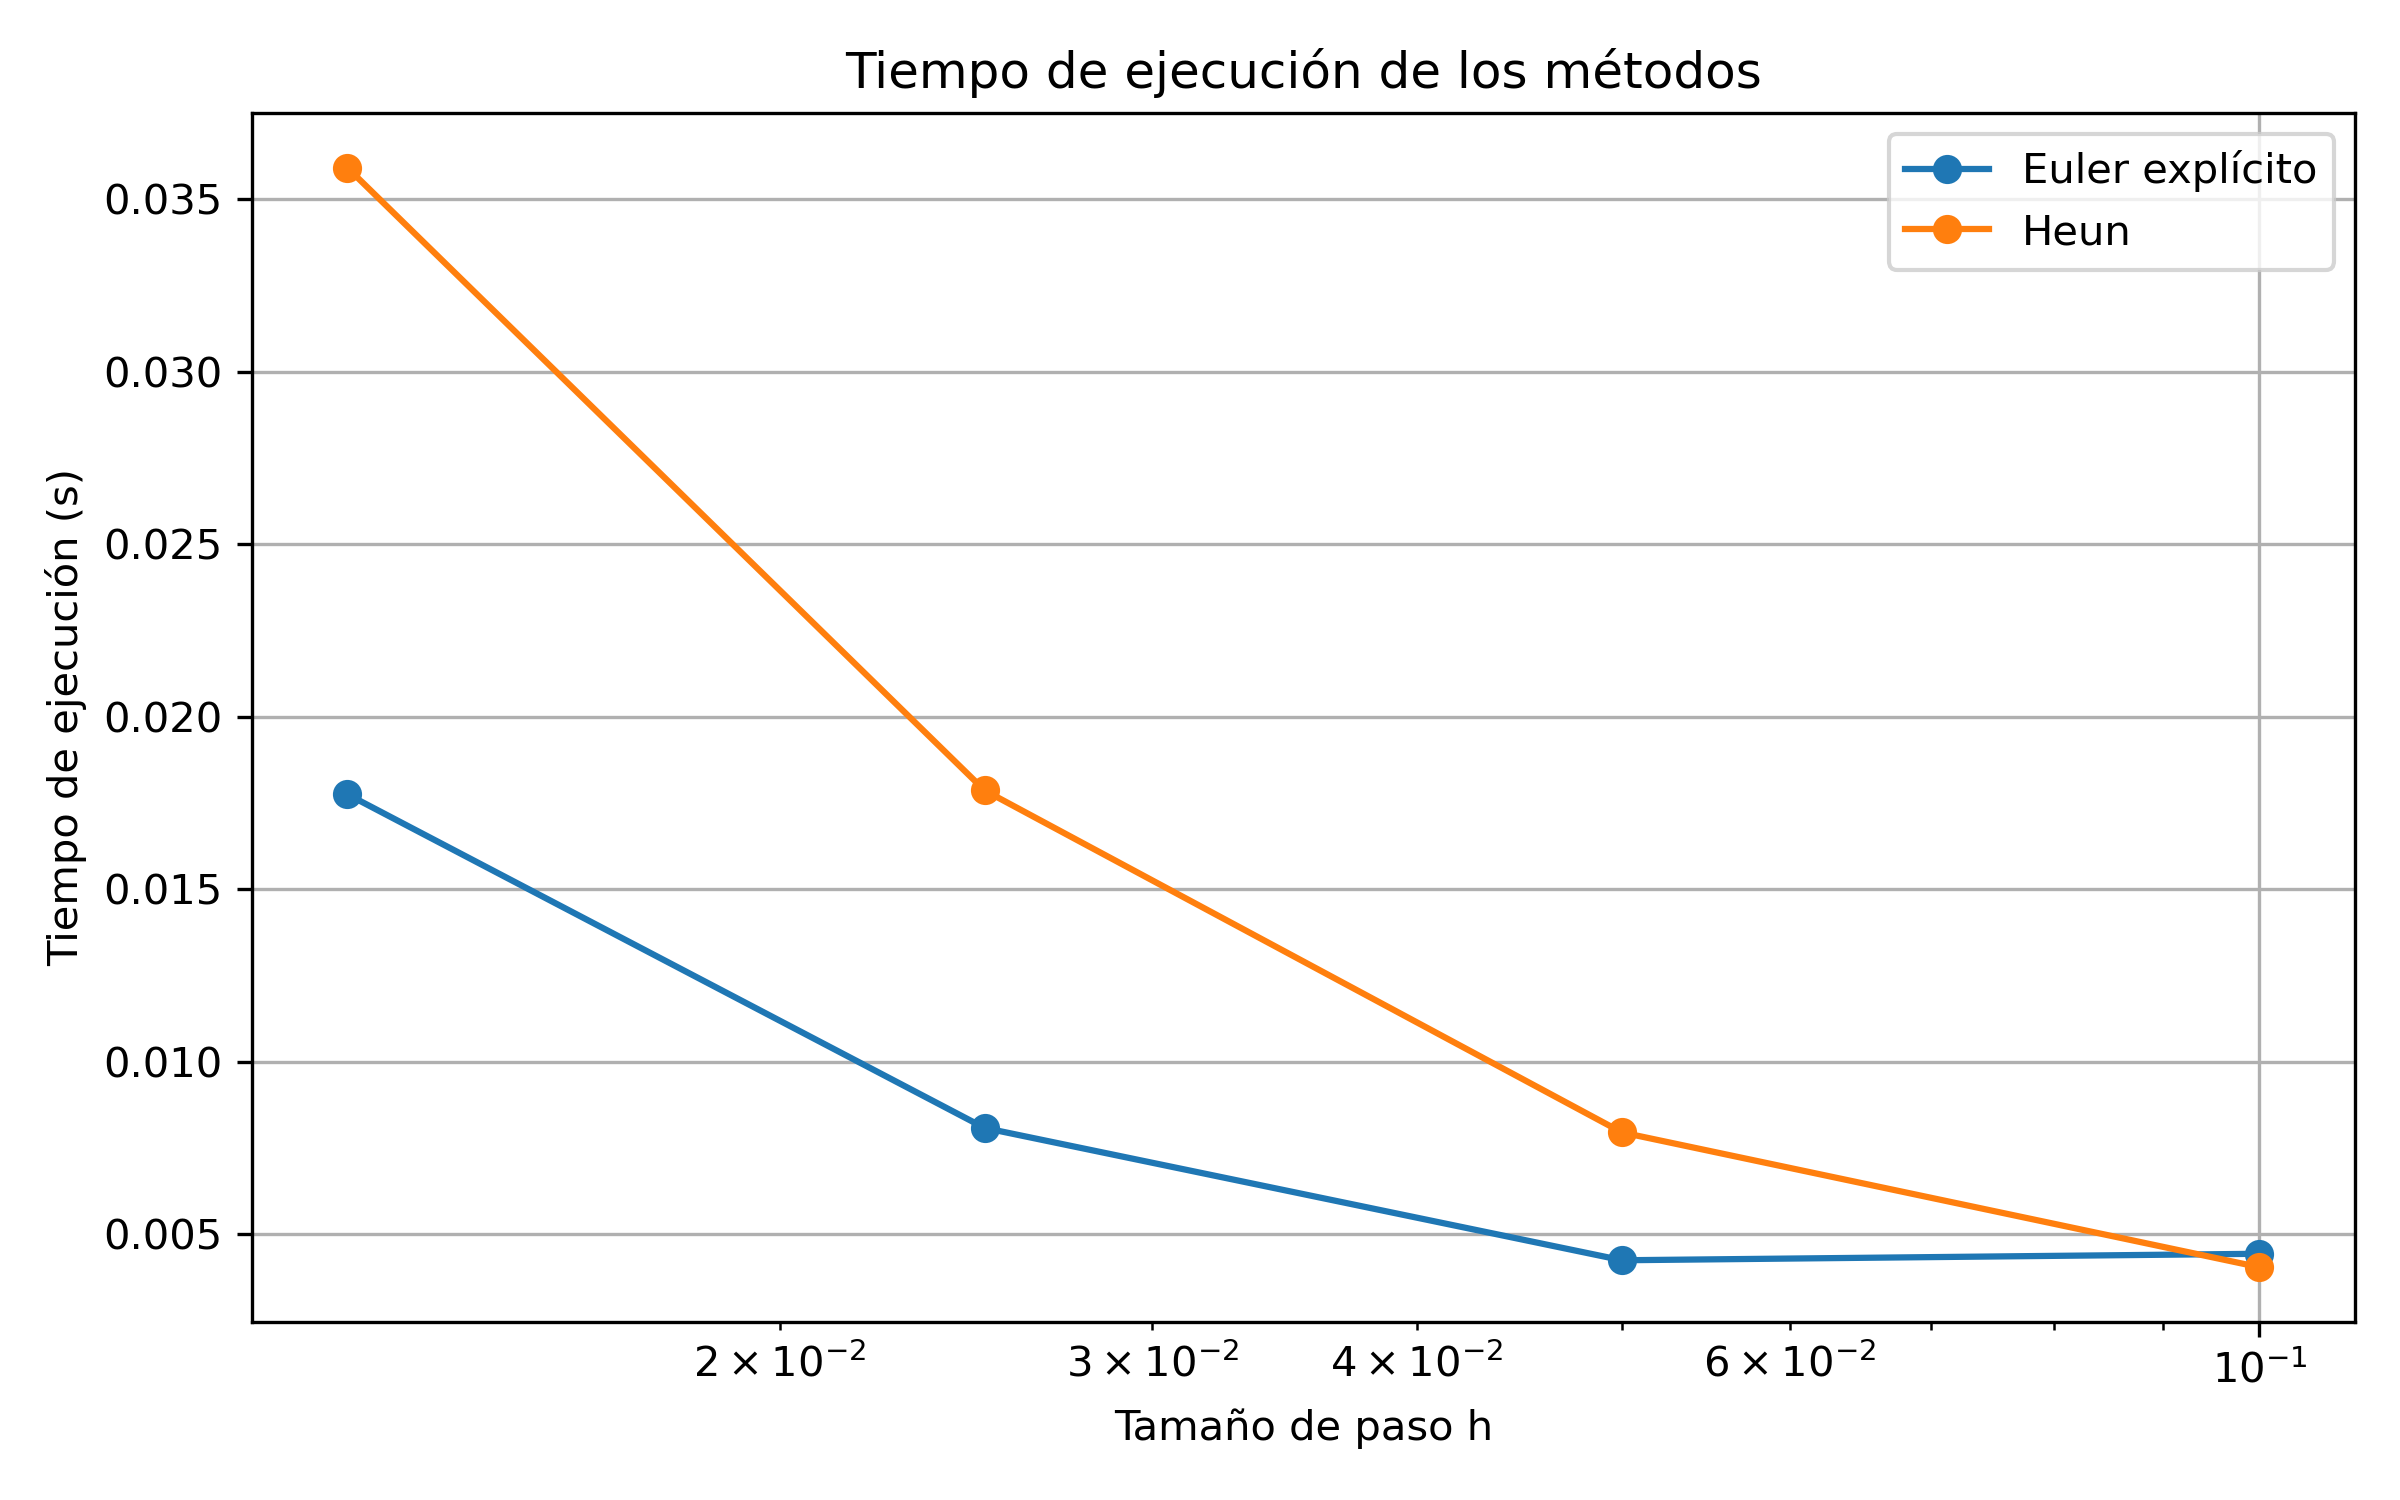 Tiempo de ejecución de los métodos
Euler explícito
Heun
Tiempo de ejecución (s)
0.035
0.030
0.025
0.020
0.015
0.010
0.005
2 × 10⁻² 3 × 10⁻² 4 × 10⁻² 6 × 10⁻² 10⁻¹
Tamaño de paso h